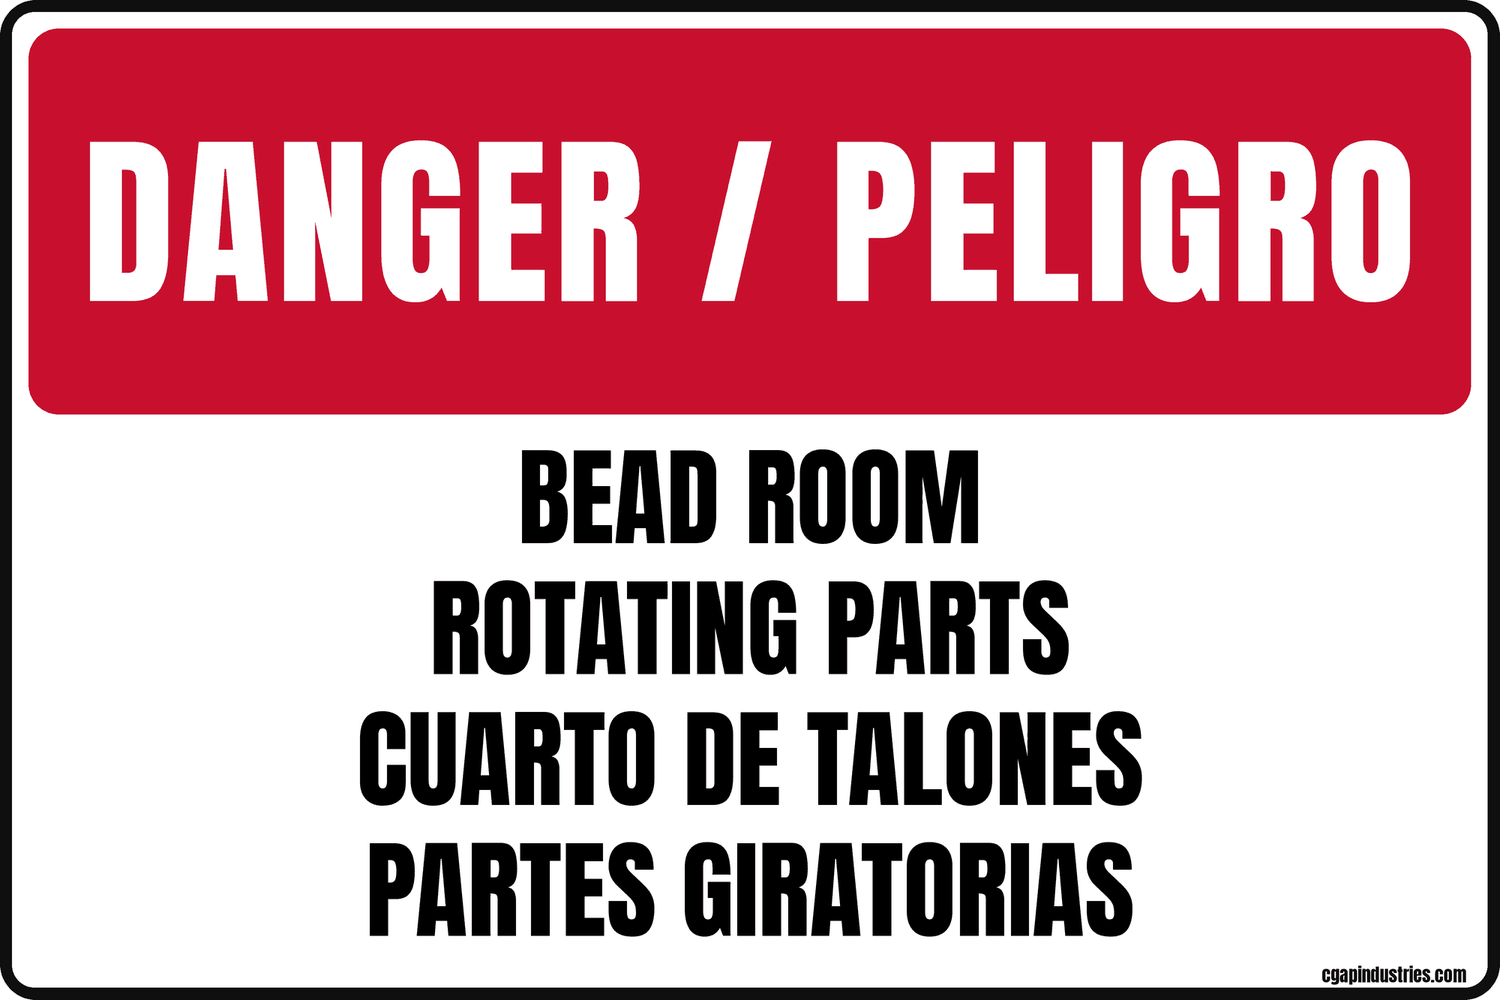 DANGER / PELIGRO
BEAD ROOM
ROTATING PARTS
CUARTO DE TALONES
PARTES GIRATORIAS
cgapindustries.com